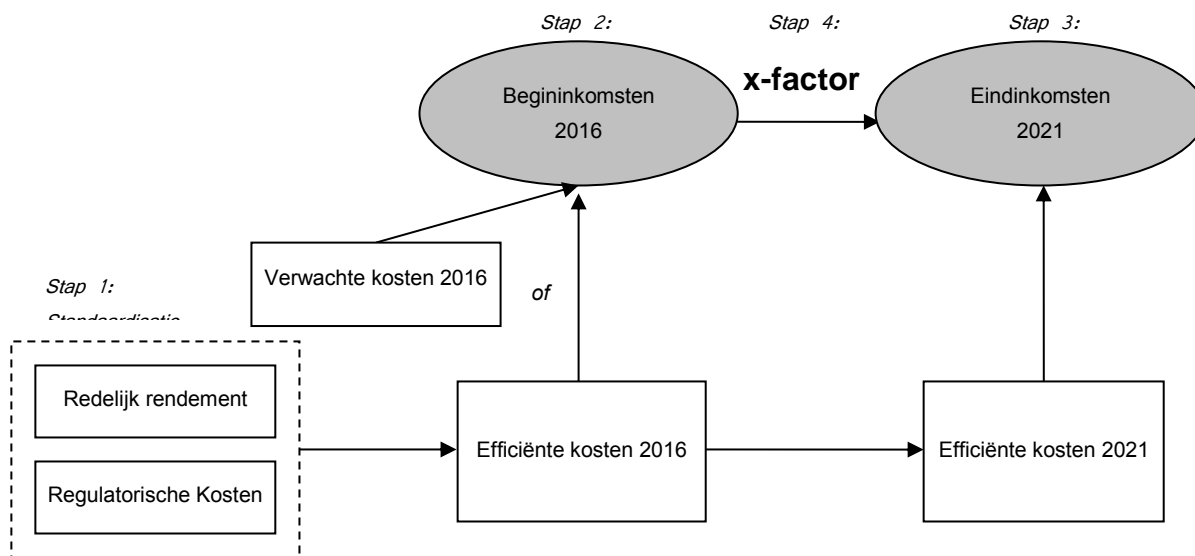 Stap 2:
Stap 4:
Stap 3:
Begininkomsten
2016
x-factor
Eindinkomsten
2021
Verwachte kosten 2016
of
Stap 1:
Redelijk rendement
Regulatorische Kosten
Efficiënte kosten 2016
Efficiënte kosten 2021